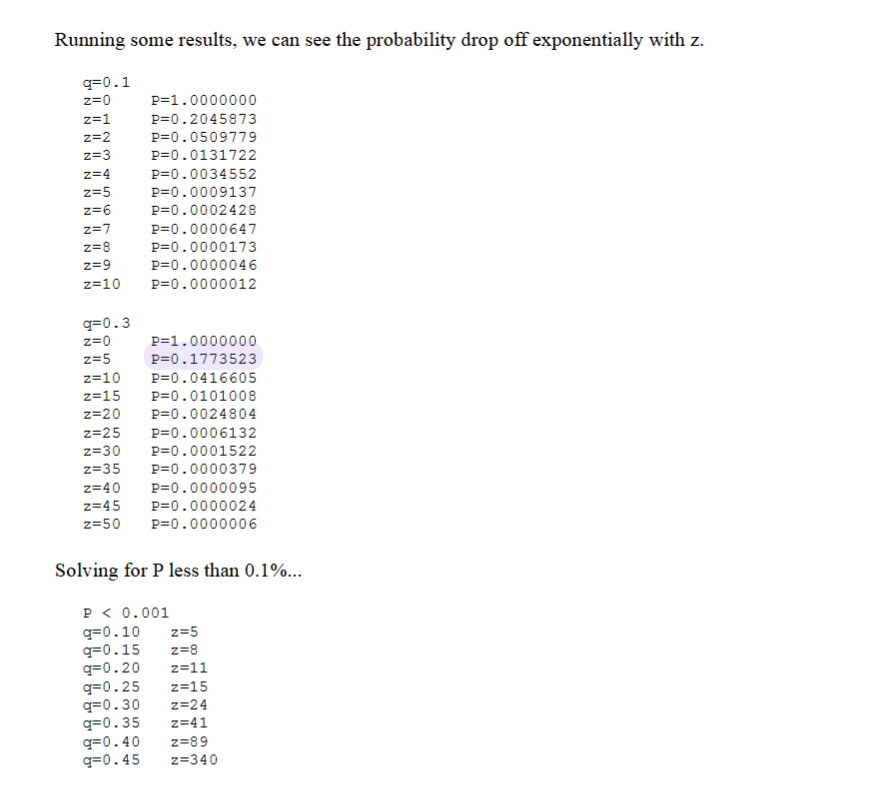 Running some results, we can see the probability drop off exponentially with z.
q=0.1
z=0 P=1.0000000
z=1 P=0.2045873
z=2 P=0.0509779
z=3 P=0.0131722
z=4 P=0.0034552
z=5 P=0.0009137
z=6 P=0.0002428
z=7 P=0.0000647
z=8 P=0.0000173
z=9 P=0.0000046
z=10 P=0.0000012
q=0.3
z=0 P=1.0000000
z=5 P=0.1773523
z=10 P=0.0416605
z=15 P=0.0101008
z=20 P=0.0024804
z=25 P=0.0006132
z=30 P=0.0001522
z=35 P=0.0000379
z=40 P=0.0000095
z=45 P=0.0000024
z=50 P=0.0000006
Solving for P less than 0.1%...
P < 0.001
q=0.10 z=5
q=0.15 z=8
q=0.20 z=11
q=0.25 z=15
q=0.30 z=24
q=0.35 z=41
q=0.40 z=89
q=0.45 z=340